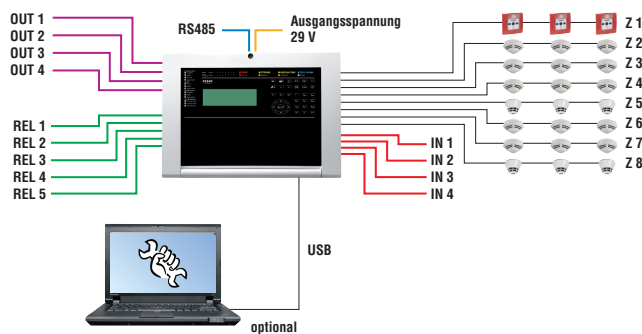 OUT 1
OUT 2
OUT 3
OUT 4
RS485
Ausgangsspannung
29 V
Z 1
Z 2
Z 3
Z 4
Z 5
Z 6
Z 7
Z 8
REL 1
REL 2
REL 3
REL 4
REL 5
IN 1
IN 2
IN 3
IN 4
USB
optional